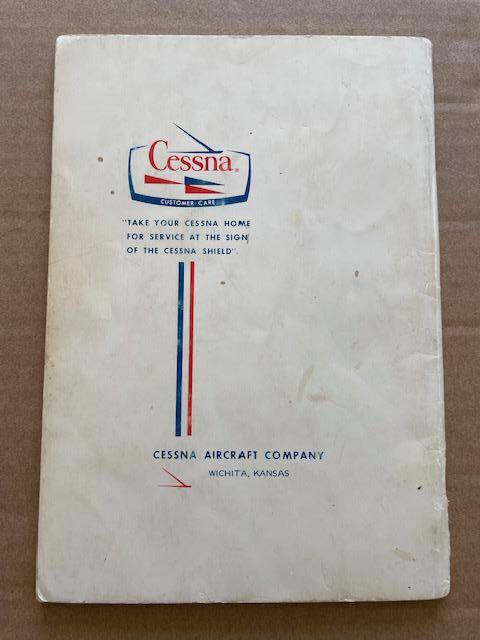 Cessna®
CUSTOMER CARE
"TAKE YOUR CESSNA HOME
FOR SERVICE AT THE SIGN
OF THE CESSNA SHIELD".
CESSNA AIRCRAFT COMPANY
WICHITA, KANSAS